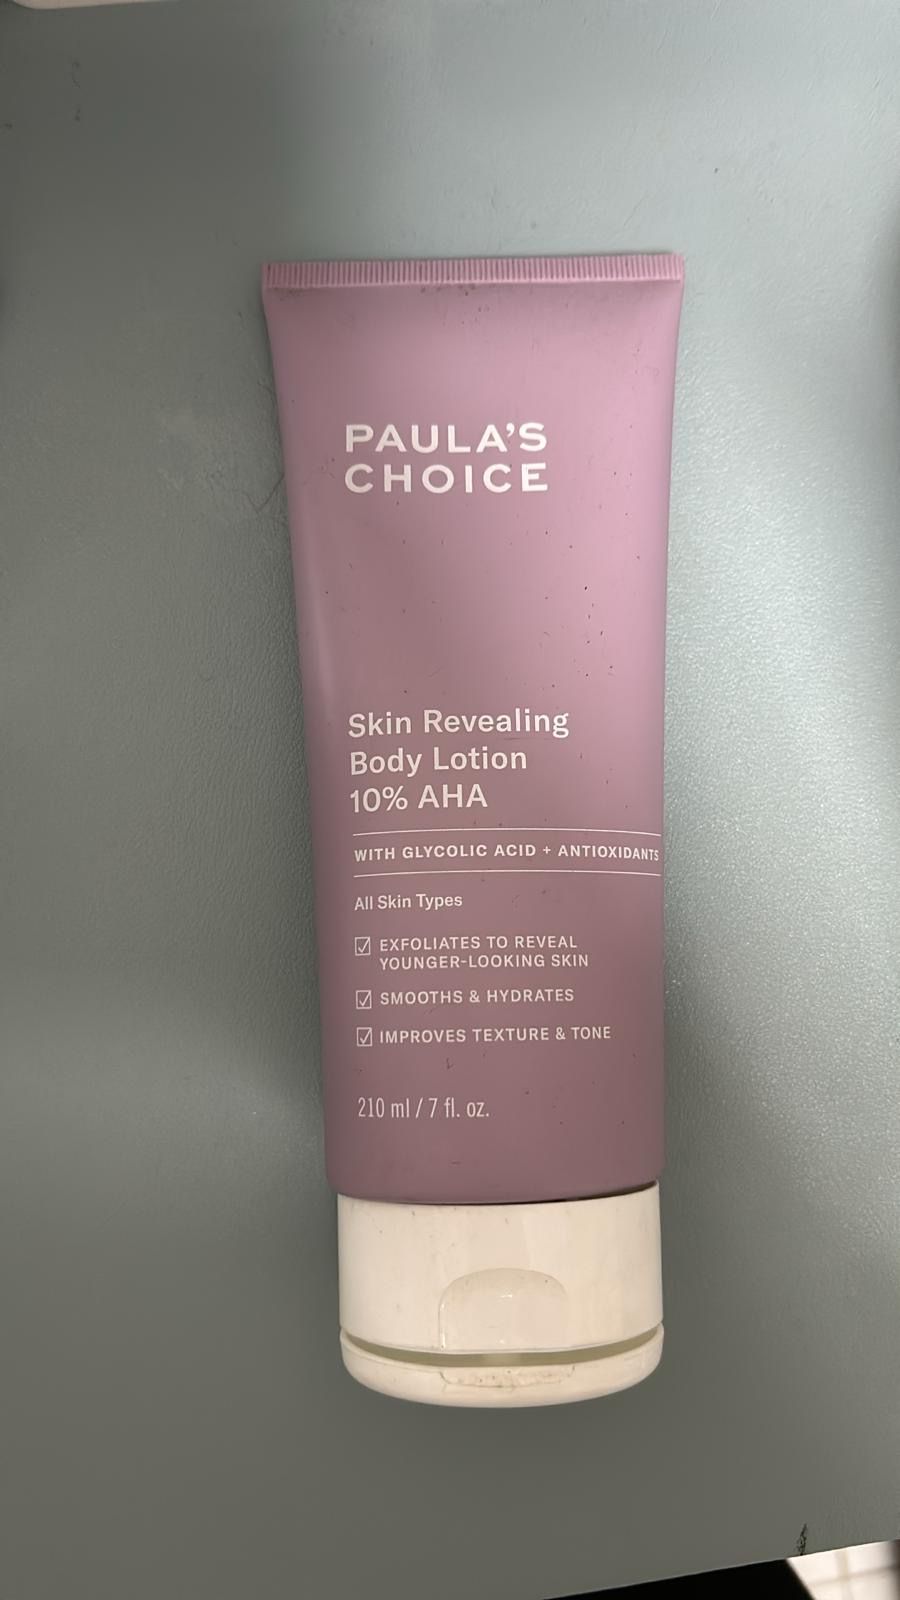 PAULA'S
CHOICE
Skin Revealing
Body Lotion
10% AHA
WITH GLYCOLIC ACID + ANTIOXIDANTS
All Skin Types
☑ EXFOLIATES TO REVEAL
YOUNGER-LOOKING SKIN
☑ SMOOTHS & HYDRATES
☑ IMPROVES TEXTURE & TONE
210 ml / 7 fl. oz.